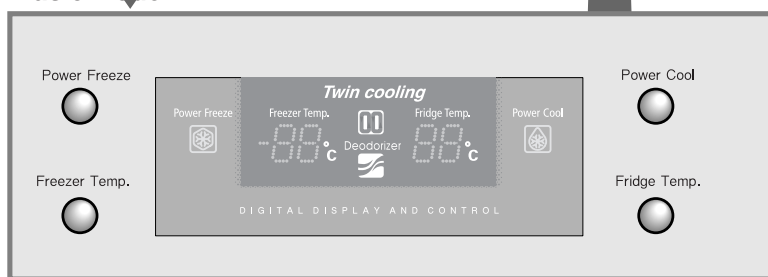 Power Freeze
Power Cool
Twin cooling
Power Freeze
Freezer Temp.
Fridge Temp.
Power Cool
-88°C
88°C
Deodorizer
Freezer Temp.
Fridge Temp.
DIGITAL DISPLAY AND CONTROL